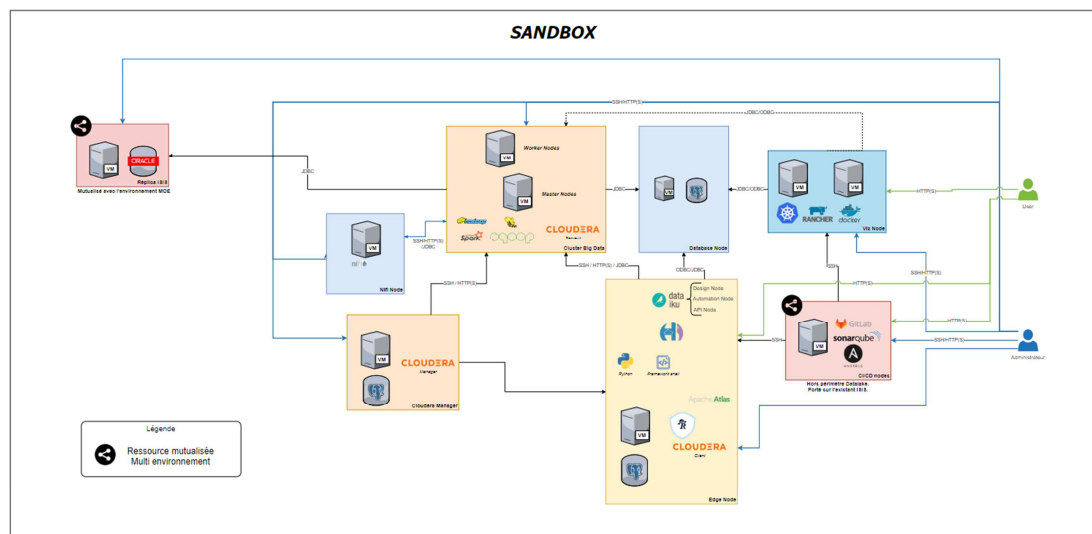 SANDBOX
SSH/HTTP(S)
JDBC/ODBC
VM
ORACLE
Réplica ISIS
Mutualisé avec l'environnement MOE
JDBC
VM
Worker Nodes
VM
Master Nodes
hadoop
Spark
sqoop
CLOUDERA
Cluster Big Data
JDBC
VM
Database Node
JDBC/ODBC
VM
VM
RANCHER
docker
Viz Node
HTTP(S)
User
SSH/HTTP(S)
/JDBC
VM
nifi
Nifi Node
SSH / HTTP(S)
SSH / HTTP(S) / JDBC
ODBC/JDBC
SSH
SSH/HTTP(S)
HTTP(S)
data
iku
Design Node
Automation Node
API Node
Python
Framework shell
VM
CLOUDERA
Manager
Cloudera Manager
SSH
VM
GitLab
sonarqube
ANSIBLE
CI/CD nodes
Hors périmètre Datalake.
Porté sur l'existant ISIS.
HTTP(S)
SSH/HTTP(S)
Administrateur
Apache Atlas
VM
CLOUDERA
Client
Edge Node
Légende
Ressource mutualisée
Multi environnement